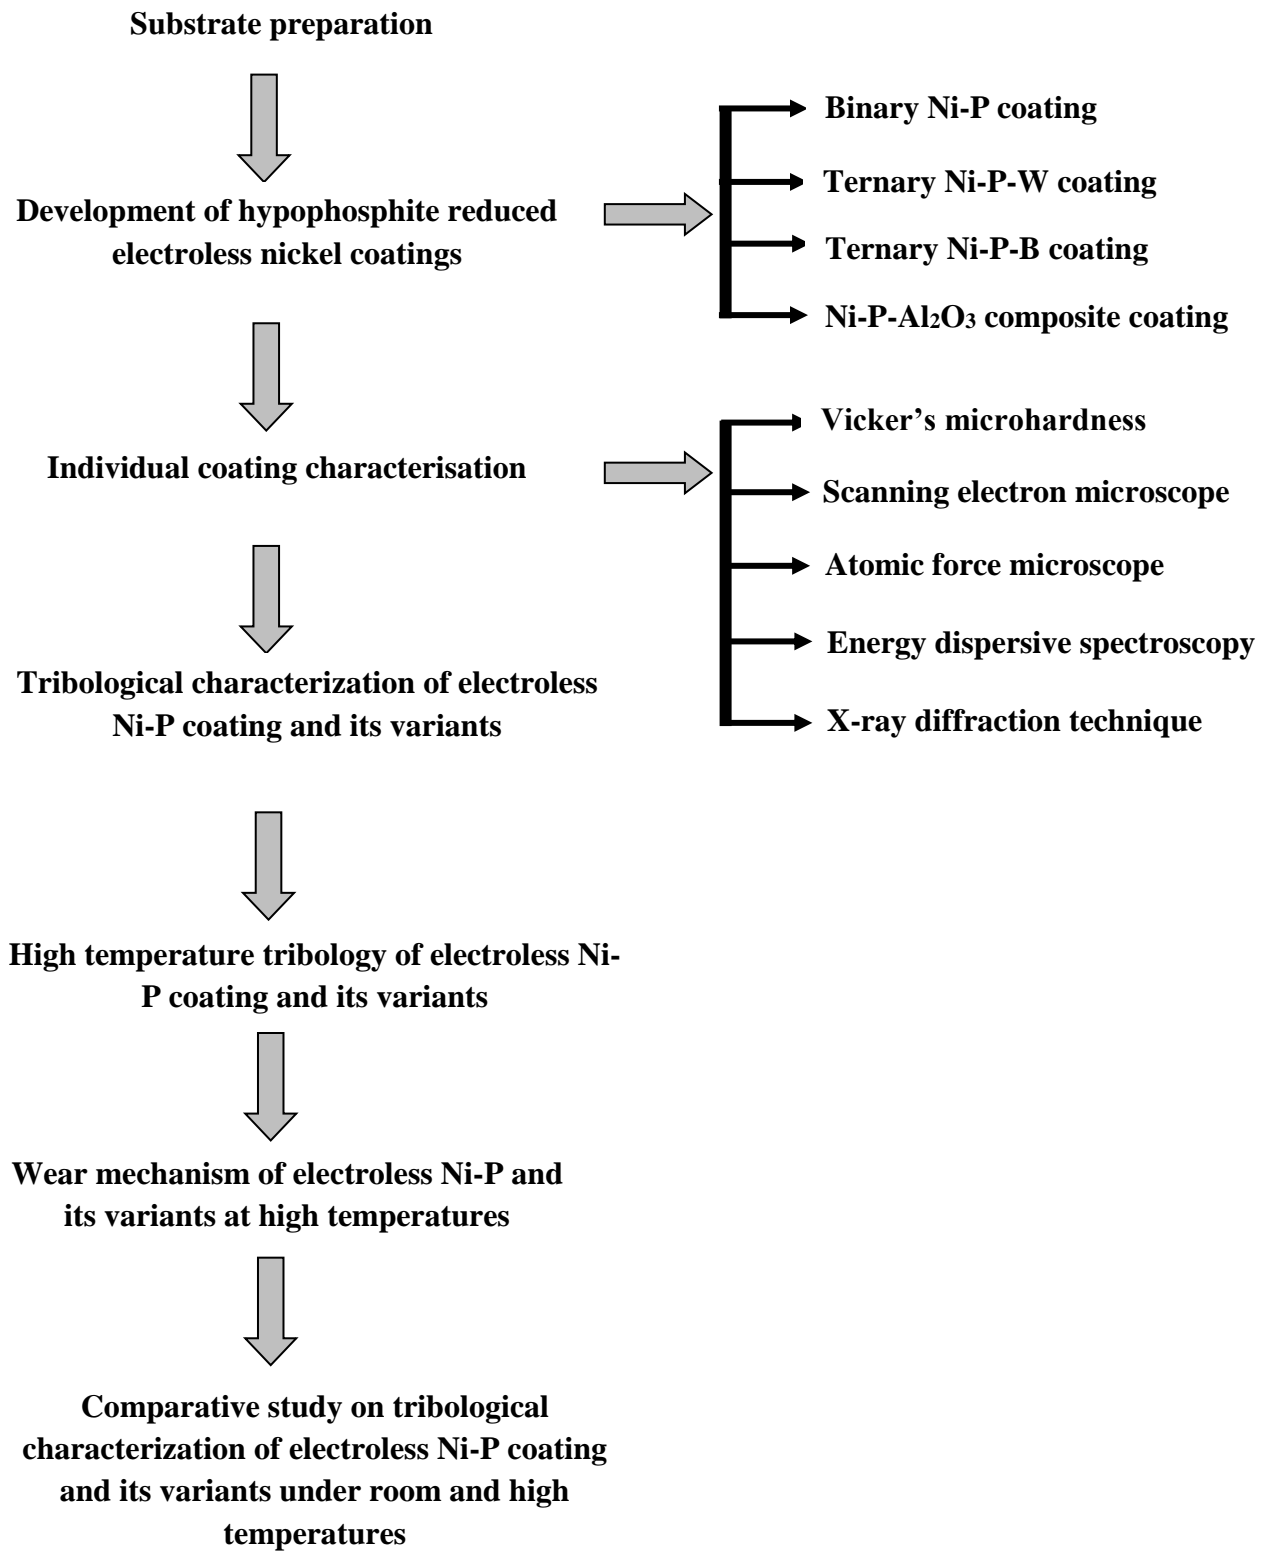 Substrate preparation
Development of hypophosphite reduced
electroless nickel coatings
Binary Ni-P coating
Ternary Ni-P-W coating
Ternary Ni-P-B coating
Ni-P-Al₂O₃ composite coating
Individual coating characterisation
Vicker’s microhardness
Scanning electron microscope
Atomic force microscope
Energy dispersive spectroscopy
X-ray diffraction technique
Tribological characterization of electroless
Ni-P coating and its variants
High temperature tribology of electroless Ni-
P coating and its variants
Wear mechanism of electroless Ni-P and
its variants at high temperatures
Comparative study on tribological
characterization of electroless Ni-P coating
and its variants under room and high
temperatures